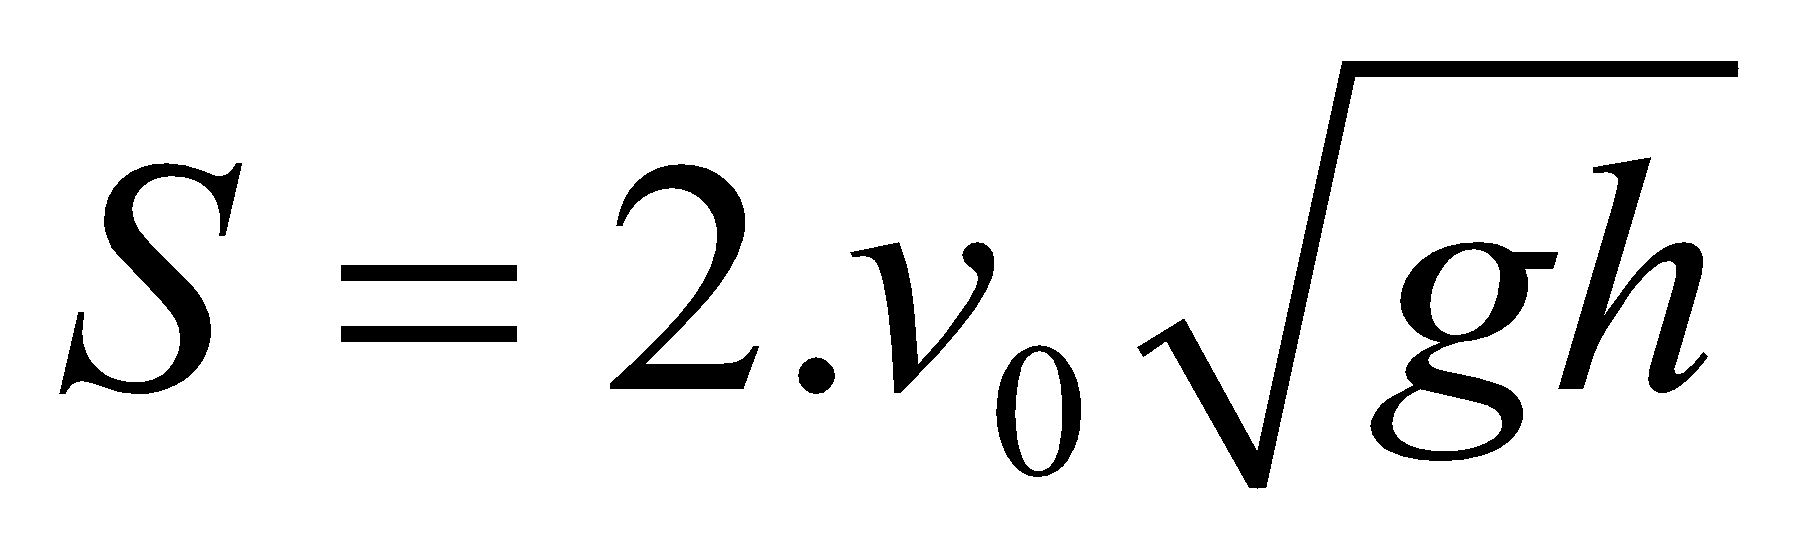 S = 2.v₀√gh